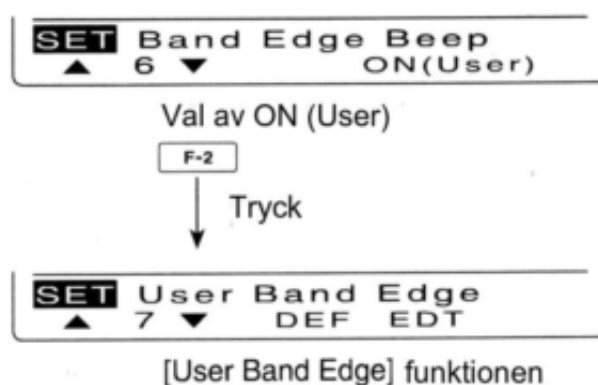 SET Band Edge Beep
▲ 6 ▼ ON(User)
Val av ON (User)
F-2
Tryck
SET User Band Edge
▲ 7 ▼ DEF EDT
[User Band Edge] funktionen